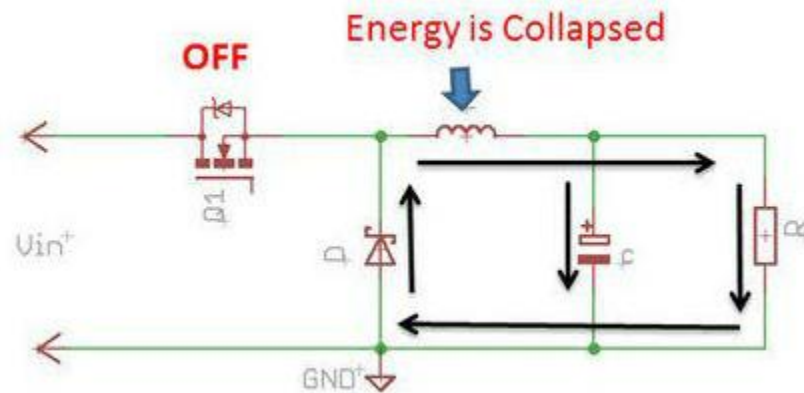 Energy is Collapsed
OFF
Q1
Vin
D
C
R
GND